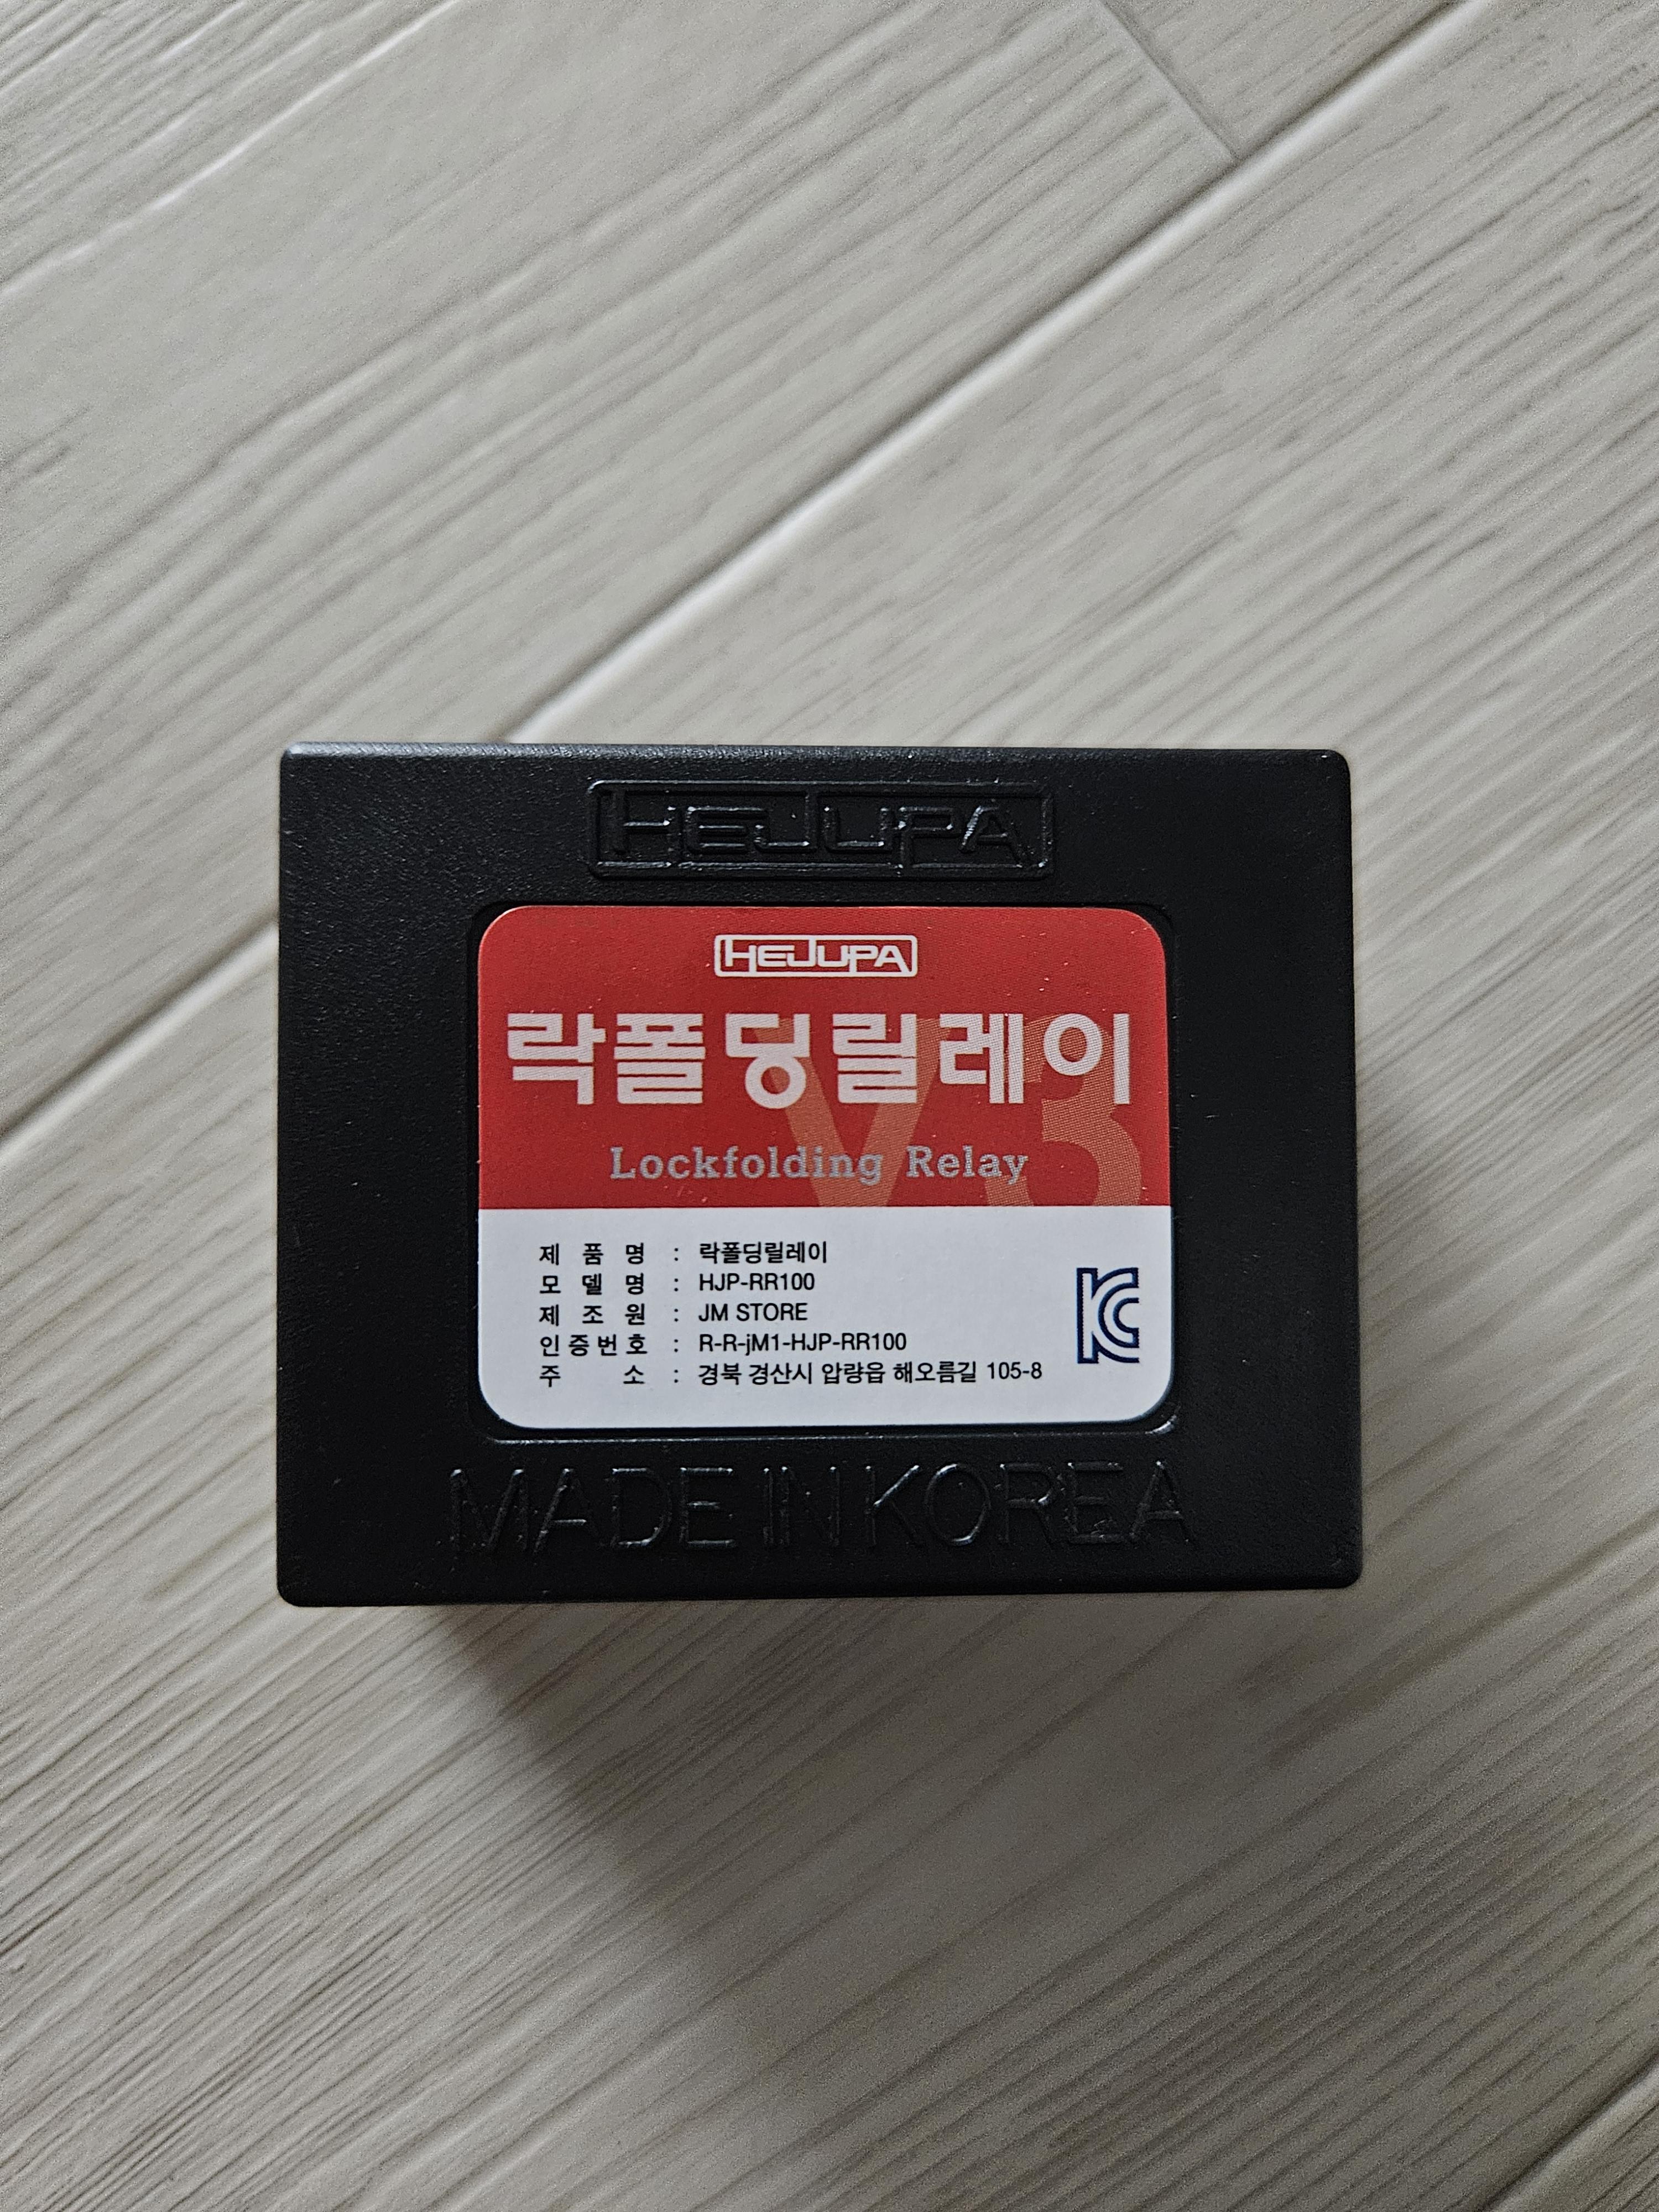 HEJUPA
HEJUPA
락폴딩릴레이
V3
Lockfolding Relay
제 품 명 : 락폴딩릴레이
모 델 명 : HJP-RR100
제 조 원 : JM STORE
인증번호 : R-R-jM1-HJP-RR100
주 소 : 경북 경산시 압량읍 해오름길 105-8
KC
MADE IN KOREA